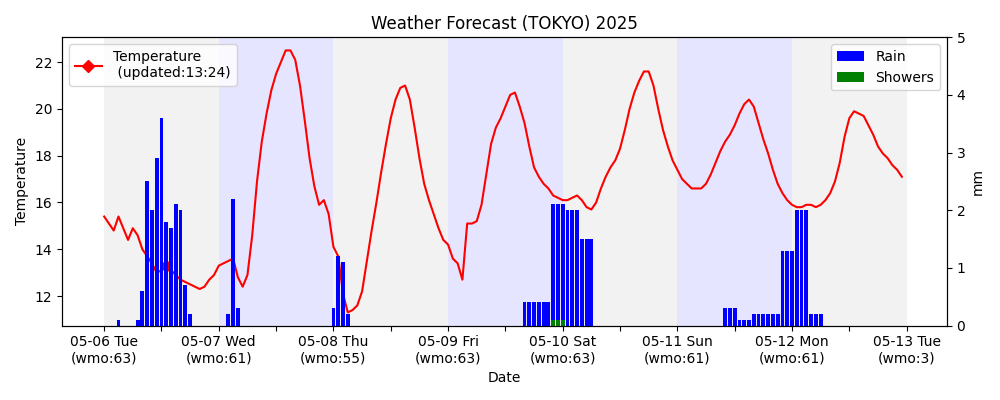 Weather Forecast (TOKYO) 2025
Temperature
(updated:13:24)
Rain
Showers
Temperature
22
20
18
16
14
12
5
4
3
2
1
0
mm
05-06 Tue
(wmo:63)
05-07 Wed
(wmo:61)
05-08 Thu
(wmo:55)
05-09 Fri
(wmo:63)
05-10 Sat
(wmo:63)
05-11 Sun
(wmo:61)
05-12 Mon
(wmo:61)
05-13 Tue
(wmo:3)
Date